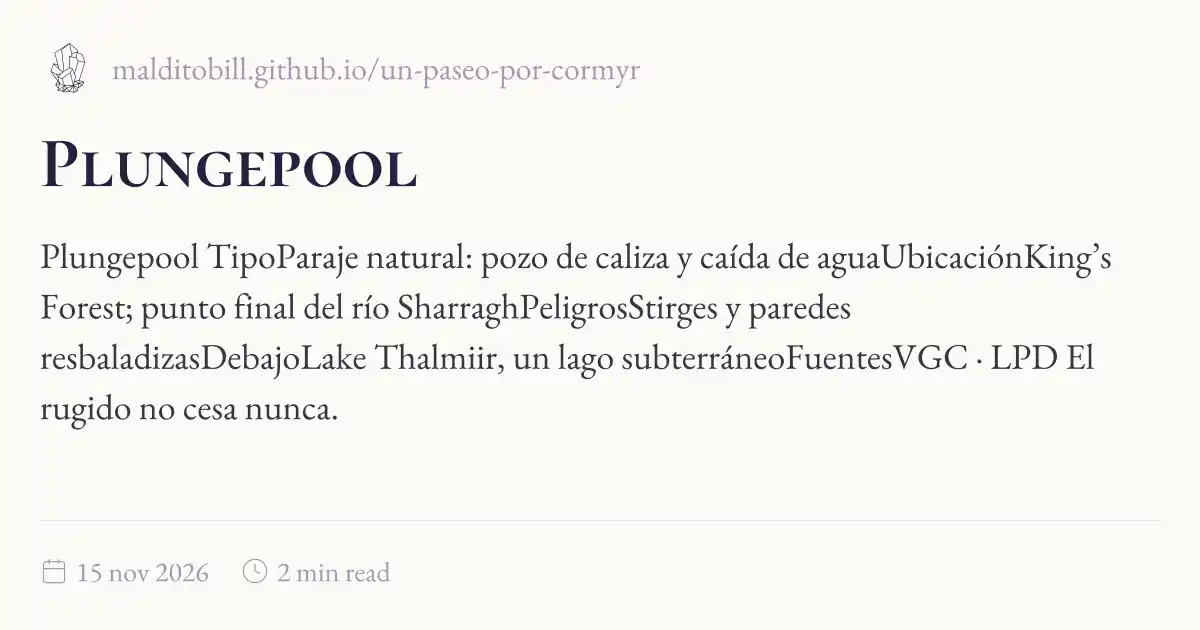 malditobill.github.io/un-paseo-por-cormyr
Plungepool
Plungepool TipoParaje natural: pozo de caliza y caída de aguaUbicaciónKing’s
Forest; punto final del río SharraghPeligrosStirges y paredes
resbaladizasDebajoLake Thalmiir, un lago subterráneoFuentesVGC · LPD El
rugido no cesa nunca.
15 nov 2026 2 min read